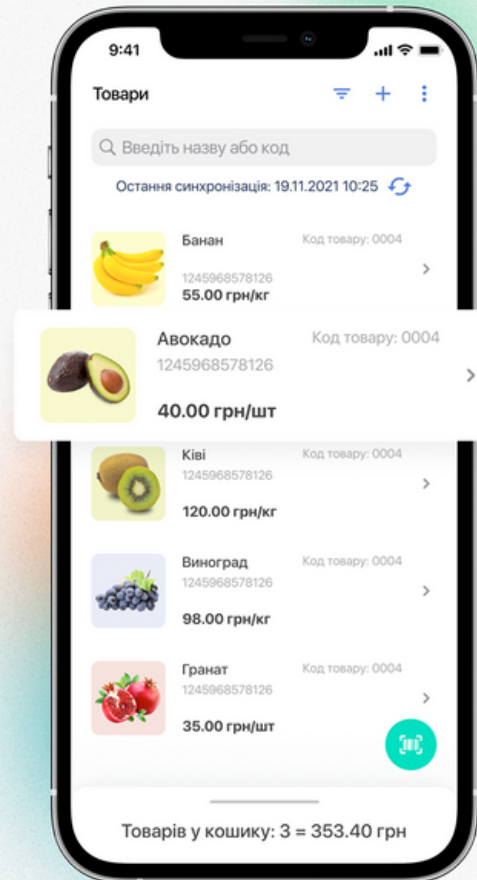 9:41
Товари
Введіть назву або код
Остання синхронізація: 19.11.2021 10:25
Банан Код товару: 0004
1245968578126
55.00 грн/кг
Авокадо Код товару: 0004
1245968578126
40.00 грн/шт
Ківі Код товару: 0004
1245968578126
120.00 грн/кг
Виноград Код товару: 0004
1245968578126
98.00 грн/кг
Гранат Код товару: 0004
1245968578126
35.00 грн/шт
Товарів у кошику: 3 = 353.40 грн